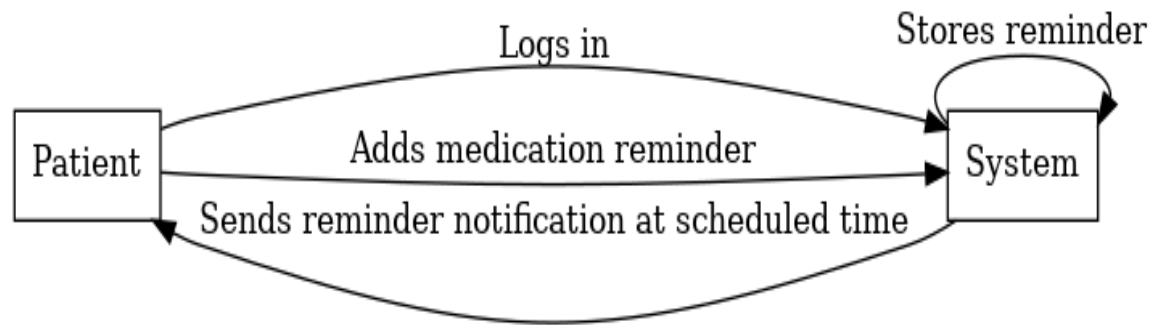 Stores reminder
Logs in
Adds medication reminder
Patient
System
Sends reminder notification at scheduled time